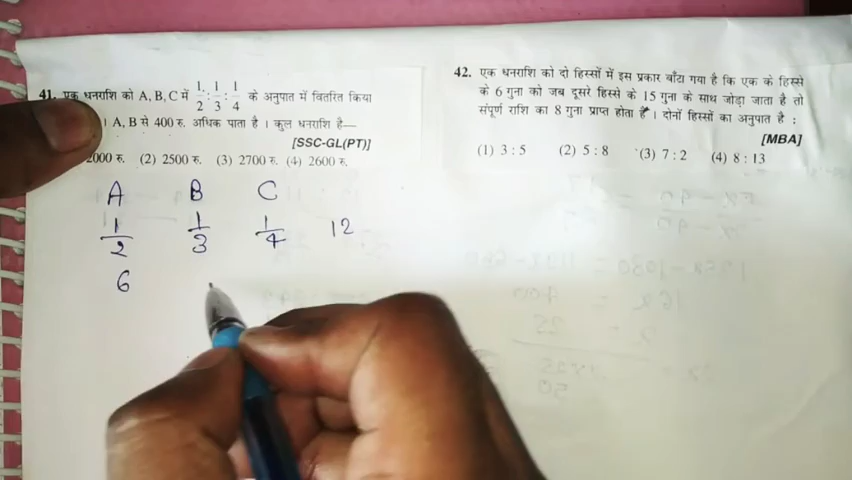 41. एक धनराशि को A, B, C में 1/2 : 1/3 : 1/4 के अनुपात में वितरित किया
। A, B से 400 रु. अधिक पाता है । कुल धनराशि है—
[SSC-GL(PT)]
2000 रु. (2) 2500 रु. (3) 2700 रु. (4) 2600 रु.
A B C
1/2 1/3 1/4 12
6
42. एक धनराशि को दो हिस्सों में इस प्रकार बाँटा गया है कि एक के हिस्से
के 6 गुना को जब दूसरे हिस्से के 15 गुना के साथ जोड़ा जाता है तो
संपूर्ण राशि का 8 गुना प्राप्त होता है । दोनों हिस्सों का अनुपात है :
[MBA]
(1) 3 : 5 (2) 5 : 8 (3) 7 : 2 (4) 8 : 13